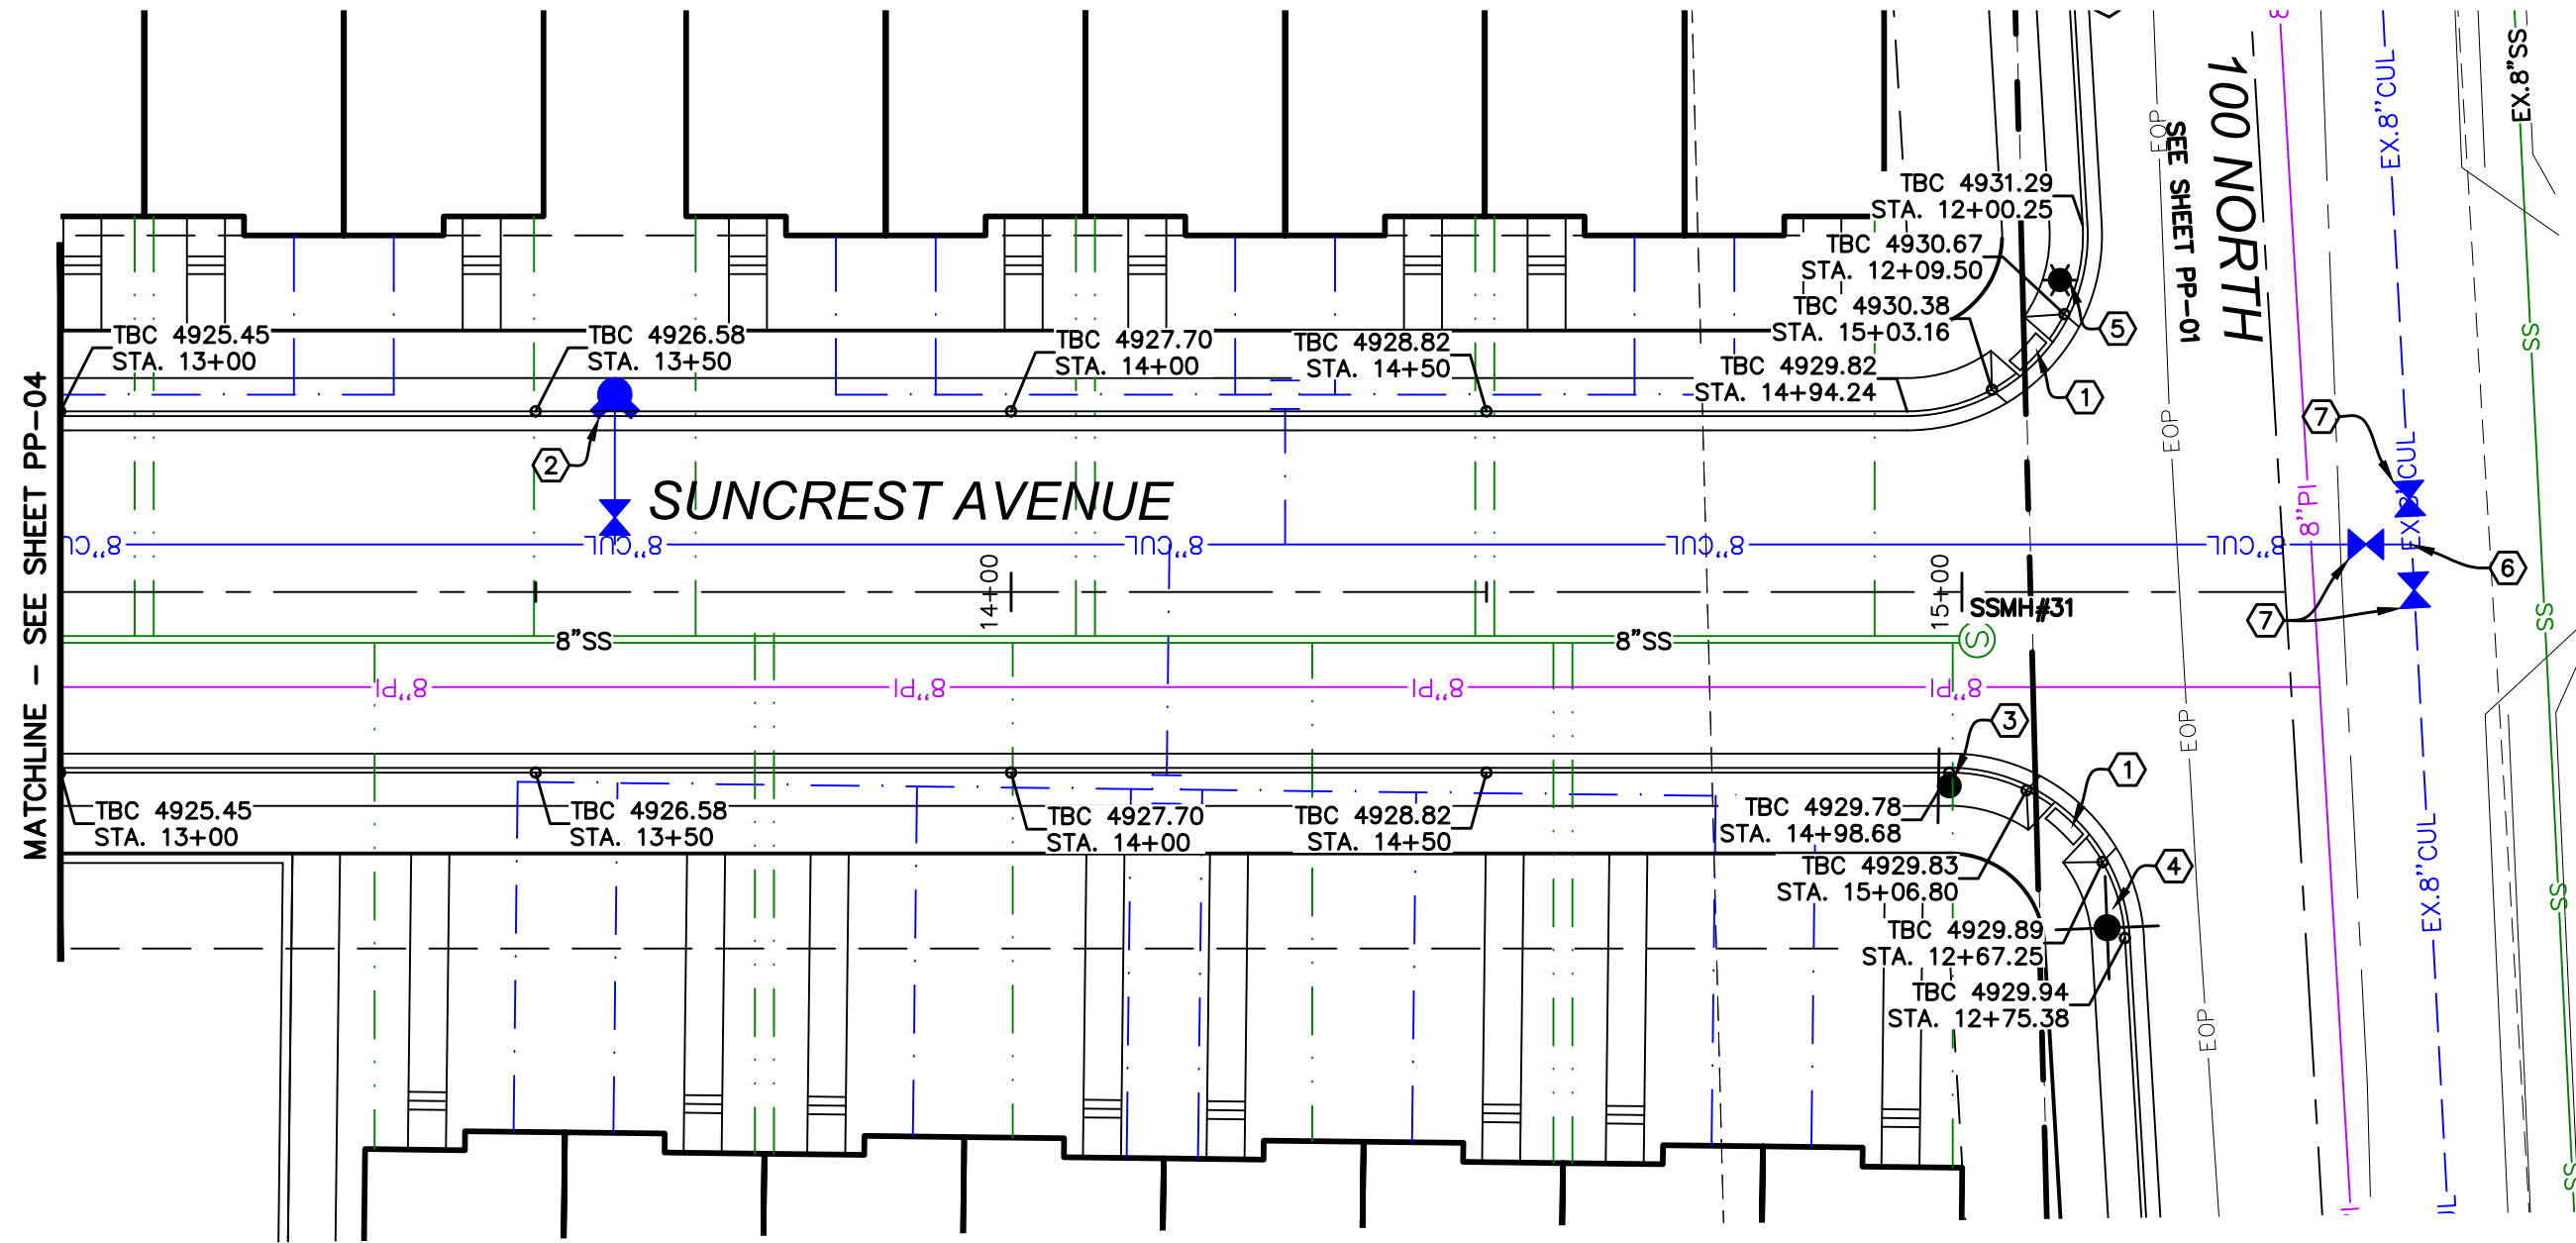 TBC 4931.29
STA. 12+00.25
TBC 4930.67
STA. 12+09.50
TBC 4930.38
STA. 15+03.16
TBC 4929.82
STA. 14+94.24
TBC 4925.45
STA. 13+00
TBC 4926.58
STA. 13+50
TBC 4927.70
STA. 14+00
TBC 4928.82
STA. 14+50
EX.8"CUL
EX.8"SS
EOP
SEE SHEET PP-01
100 NORTH
5
1
2
7
SS
EOP
8"PI
EX.8"CUL
MATCHLINE - SEE SHEET PP-04
SUNCREST AVENUE
8"CUL
8"CUL
8"CUL
8"CUL
8"CUL
6
7
14+00
15+00
SSMH#31
S
8"SS
8"SS
SS
8"PI
8"PI
8"PI
8"PI
3
1
4
EOP
TBC 4925.45
STA. 13+00
TBC 4926.58
STA. 13+50
TBC 4927.70
STA. 14+00
TBC 4928.82
STA. 14+50
TBC 4929.78
STA. 14+98.68
TBC 4929.83
STA. 15+06.80
TBC 4929.89
STA. 12+67.25
TBC 4929.94
STA. 12+75.38
EX.8"CUL
SS
EOP
SS